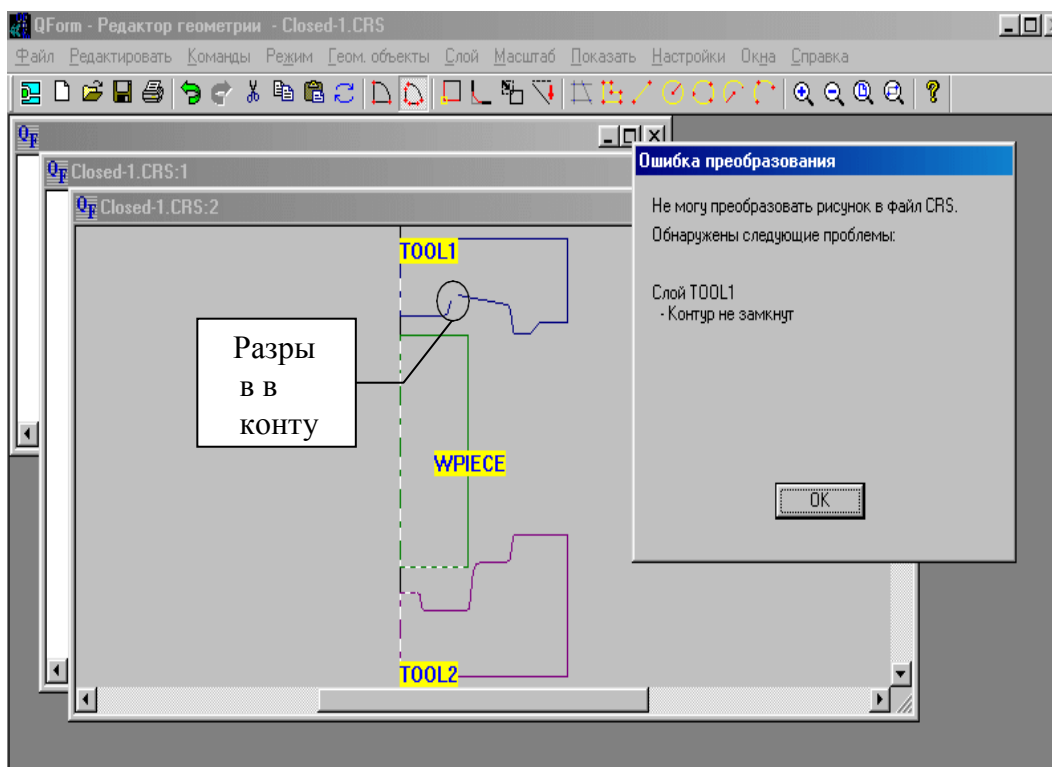 QForm - Редактор геометрии - Closed-1.CRS
Файл Редактировать Команды Режим Геом. объекты Слой Масштаб Показать Настройки Окна Справка
Closed-1.CRS:1
Closed-1.CRS:2
TOOL1
Разры
в в
конту
WPIECE
TOOL2
Ошибка преобразования
Не могу преобразовать рисунок в файл CRS.
Обнаружены следующие проблемы:
Слой TOOL1
- Контур не замкнут
OK